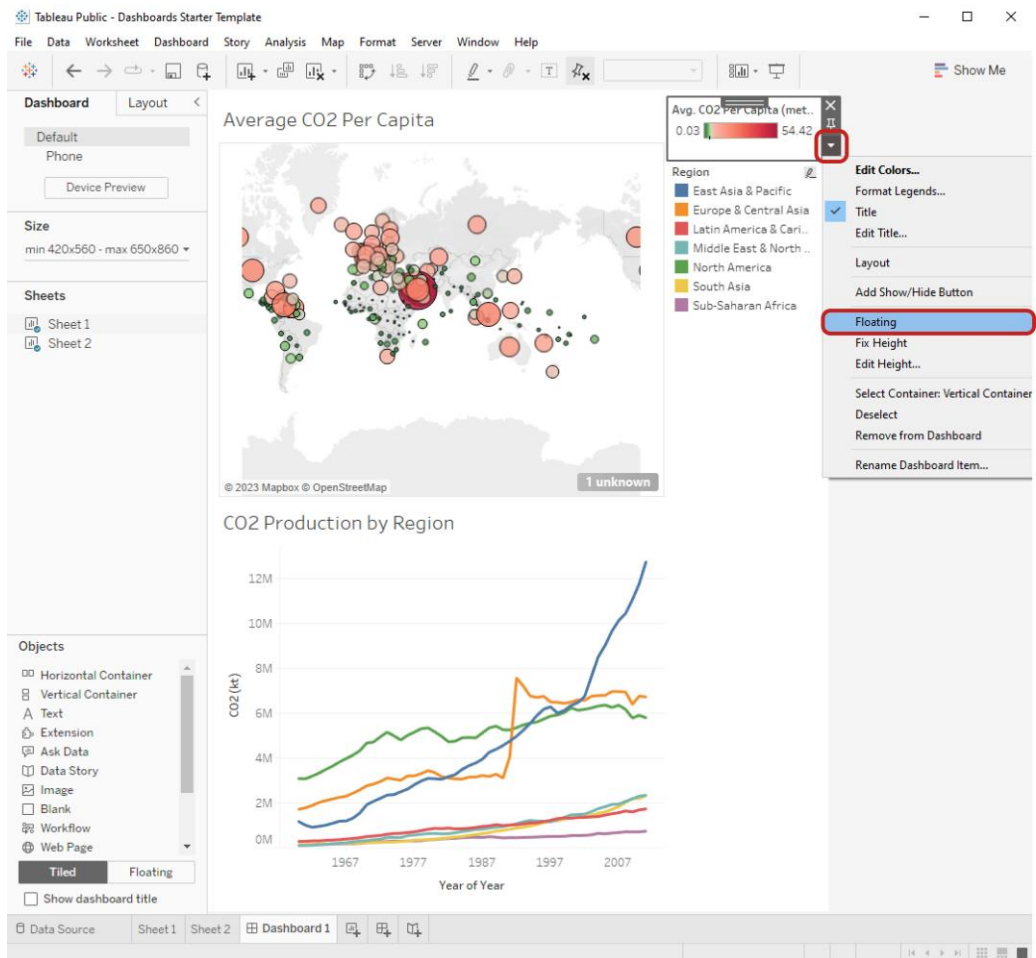 Tableau Public - Dashboards Starter Template
File Data Worksheet Dashboard Story Analysis Map Format Server Window Help
Show Me
Dashboard Layout
Default
Phone
Device Preview
Size
min 420x560 - max 650x860
Sheets
Sheet 1
Sheet 2
Objects
Horizontal Container
Vertical Container
A Text
Extension
Ask Data
Data Story
Image
Blank
Workflow
Web Page
Tiled Floating
Show dashboard title
Average CO2 Per Capita
© 2023 Mapbox © OpenStreetMap
1 unknown
CO2 Production by Region
12M
10M
8M
6M
4M
2M
0M
CO2 (kt)
1967 1977 1987 1997 2007
Year of Year
Avg. CO2 Per Capita (met..
0.03 54.42
Region
East Asia & Pacific
Europe & Central Asia
Latin America & Cari..
Middle East & North ..
North America
South Asia
Sub-Saharan Africa
Edit Colors...
Format Legends...
Title
Edit Title...
Layout
Add Show/Hide Button
Floating
Fix Height
Edit Height...
Select Container: Vertical Container
Deselect
Remove from Dashboard
Rename Dashboard Item...
Data Source Sheet 1 Sheet 2 Dashboard 1